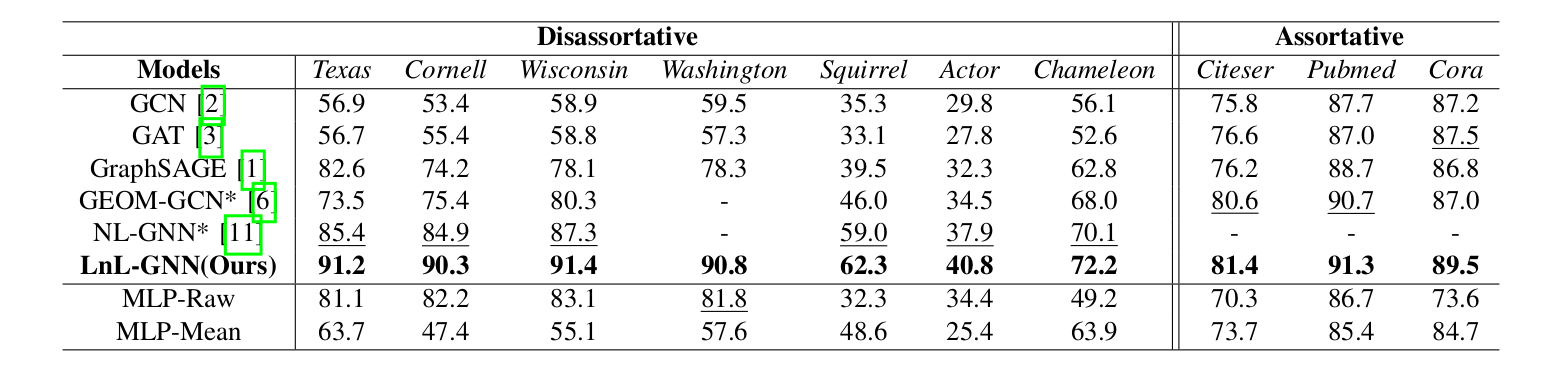 Disassortative Assortative
Models Texas Cornell Wisconsin Washington Squirrel Actor Chameleon Citeser Pubmed Cora
GCN [2] 56.9 53.4 58.9 59.5 35.3 29.8 56.1 75.8 87.7 87.2
GAT [3] 56.7 55.4 58.8 57.3 33.1 27.8 52.6 76.6 87.0 87.5
GraphSAGE [1] 82.6 74.2 78.1 78.3 39.5 32.3 62.8 76.2 88.7 86.8
GEOM-GCN* [6] 73.5 75.4 80.3 - 46.0 34.5 68.0 80.6 90.7 87.0
NL-GNN* [11] 85.4 84.9 87.3 - 59.0 37.9 70.1 - - -
LnL-GNN(Ours) 91.2 90.3 91.4 90.8 62.3 40.8 72.2 81.4 91.3 89.5
MLP-Raw 81.1 82.2 83.1 81.8 32.3 34.4 49.2 70.3 86.7 73.6
MLP-Mean 63.7 47.4 55.1 57.6 48.6 25.4 63.9 73.7 85.4 84.7